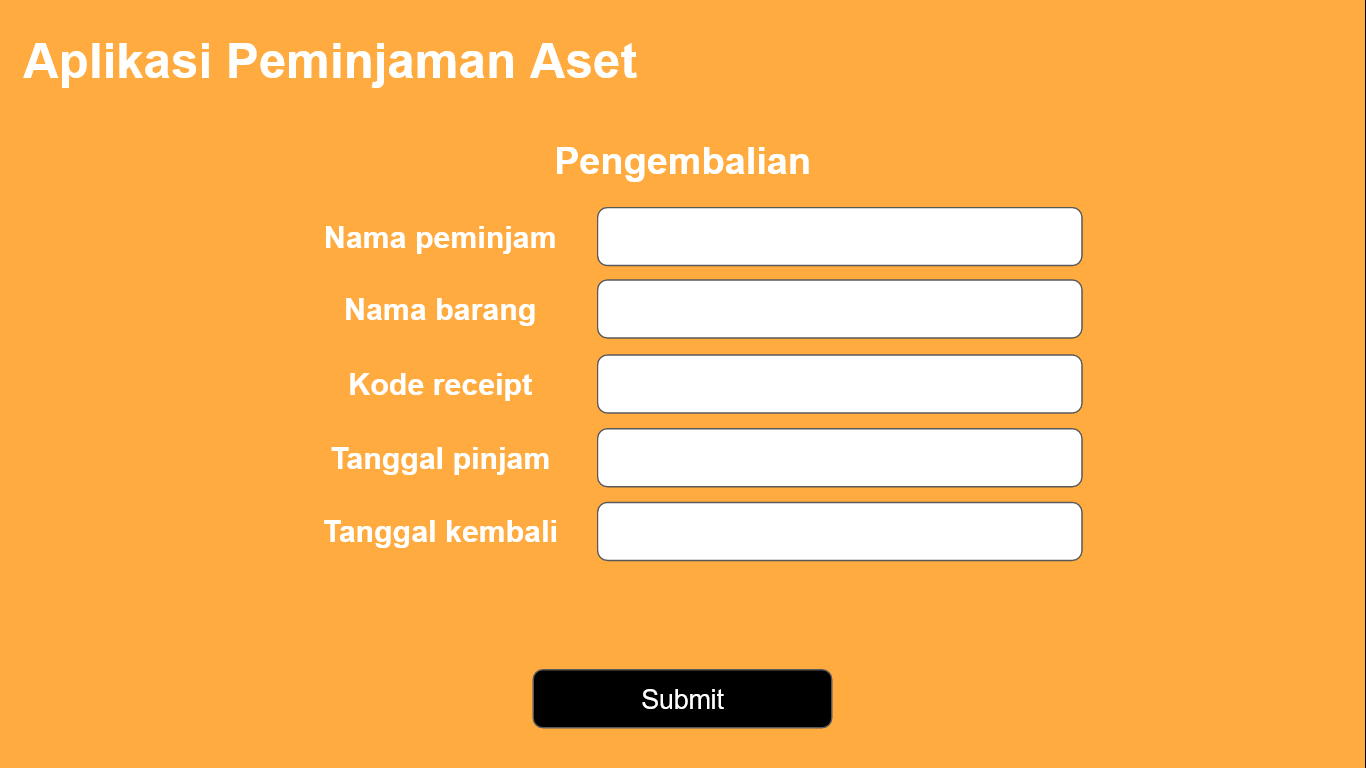 Aplikasi Peminjaman Aset
Pengembalian
Nama peminjam
Nama barang
Kode receipt
Tanggal pinjam
Tanggal kembali
Submit